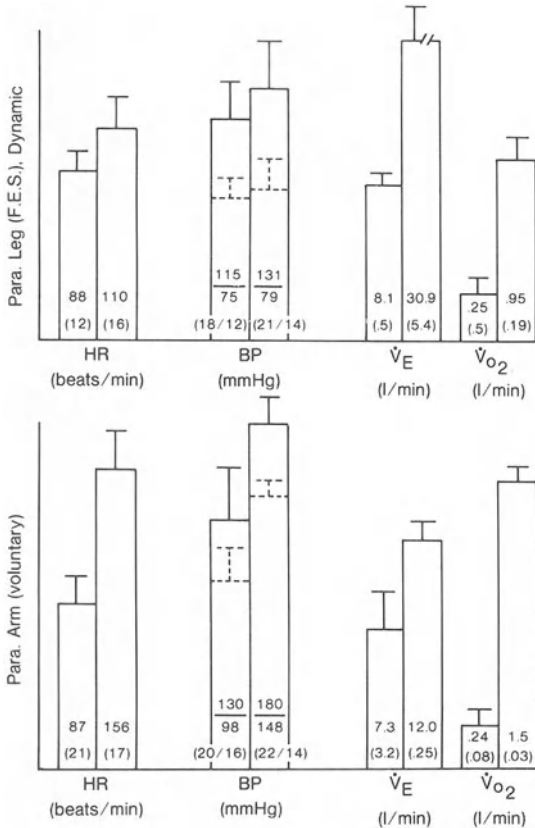 Para. Leg (F.E.S.). Dynamic
88 110 115 131 8.1 30.9 .25 .95
75 79
(12) (16) (18/12) (21/14) (.5) (5.4) (.5) (.19)
HR BP V̇E V̇O2
(beats/min) (mmHg) (l/min) (l/min)
Para. Arm (voluntary)
87 156 130 180 7.3 12.0 .24 1.5
98 148
(21) (17) (20/16) (22/14) (3.2) (.25) (.08) (.03)
HR BP V̇E V̇O2
(beats/min) (mmHg) (l/min) (l/min)